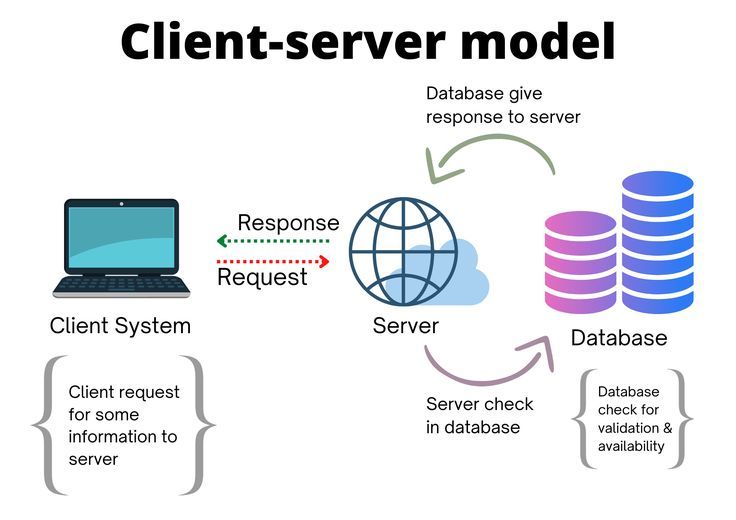 Client-server model
Database give
response to server
Response
Request
Client System
Server
Database
Client request
for some
information to
server
Server check
in database
Database
check for
validation &
availability